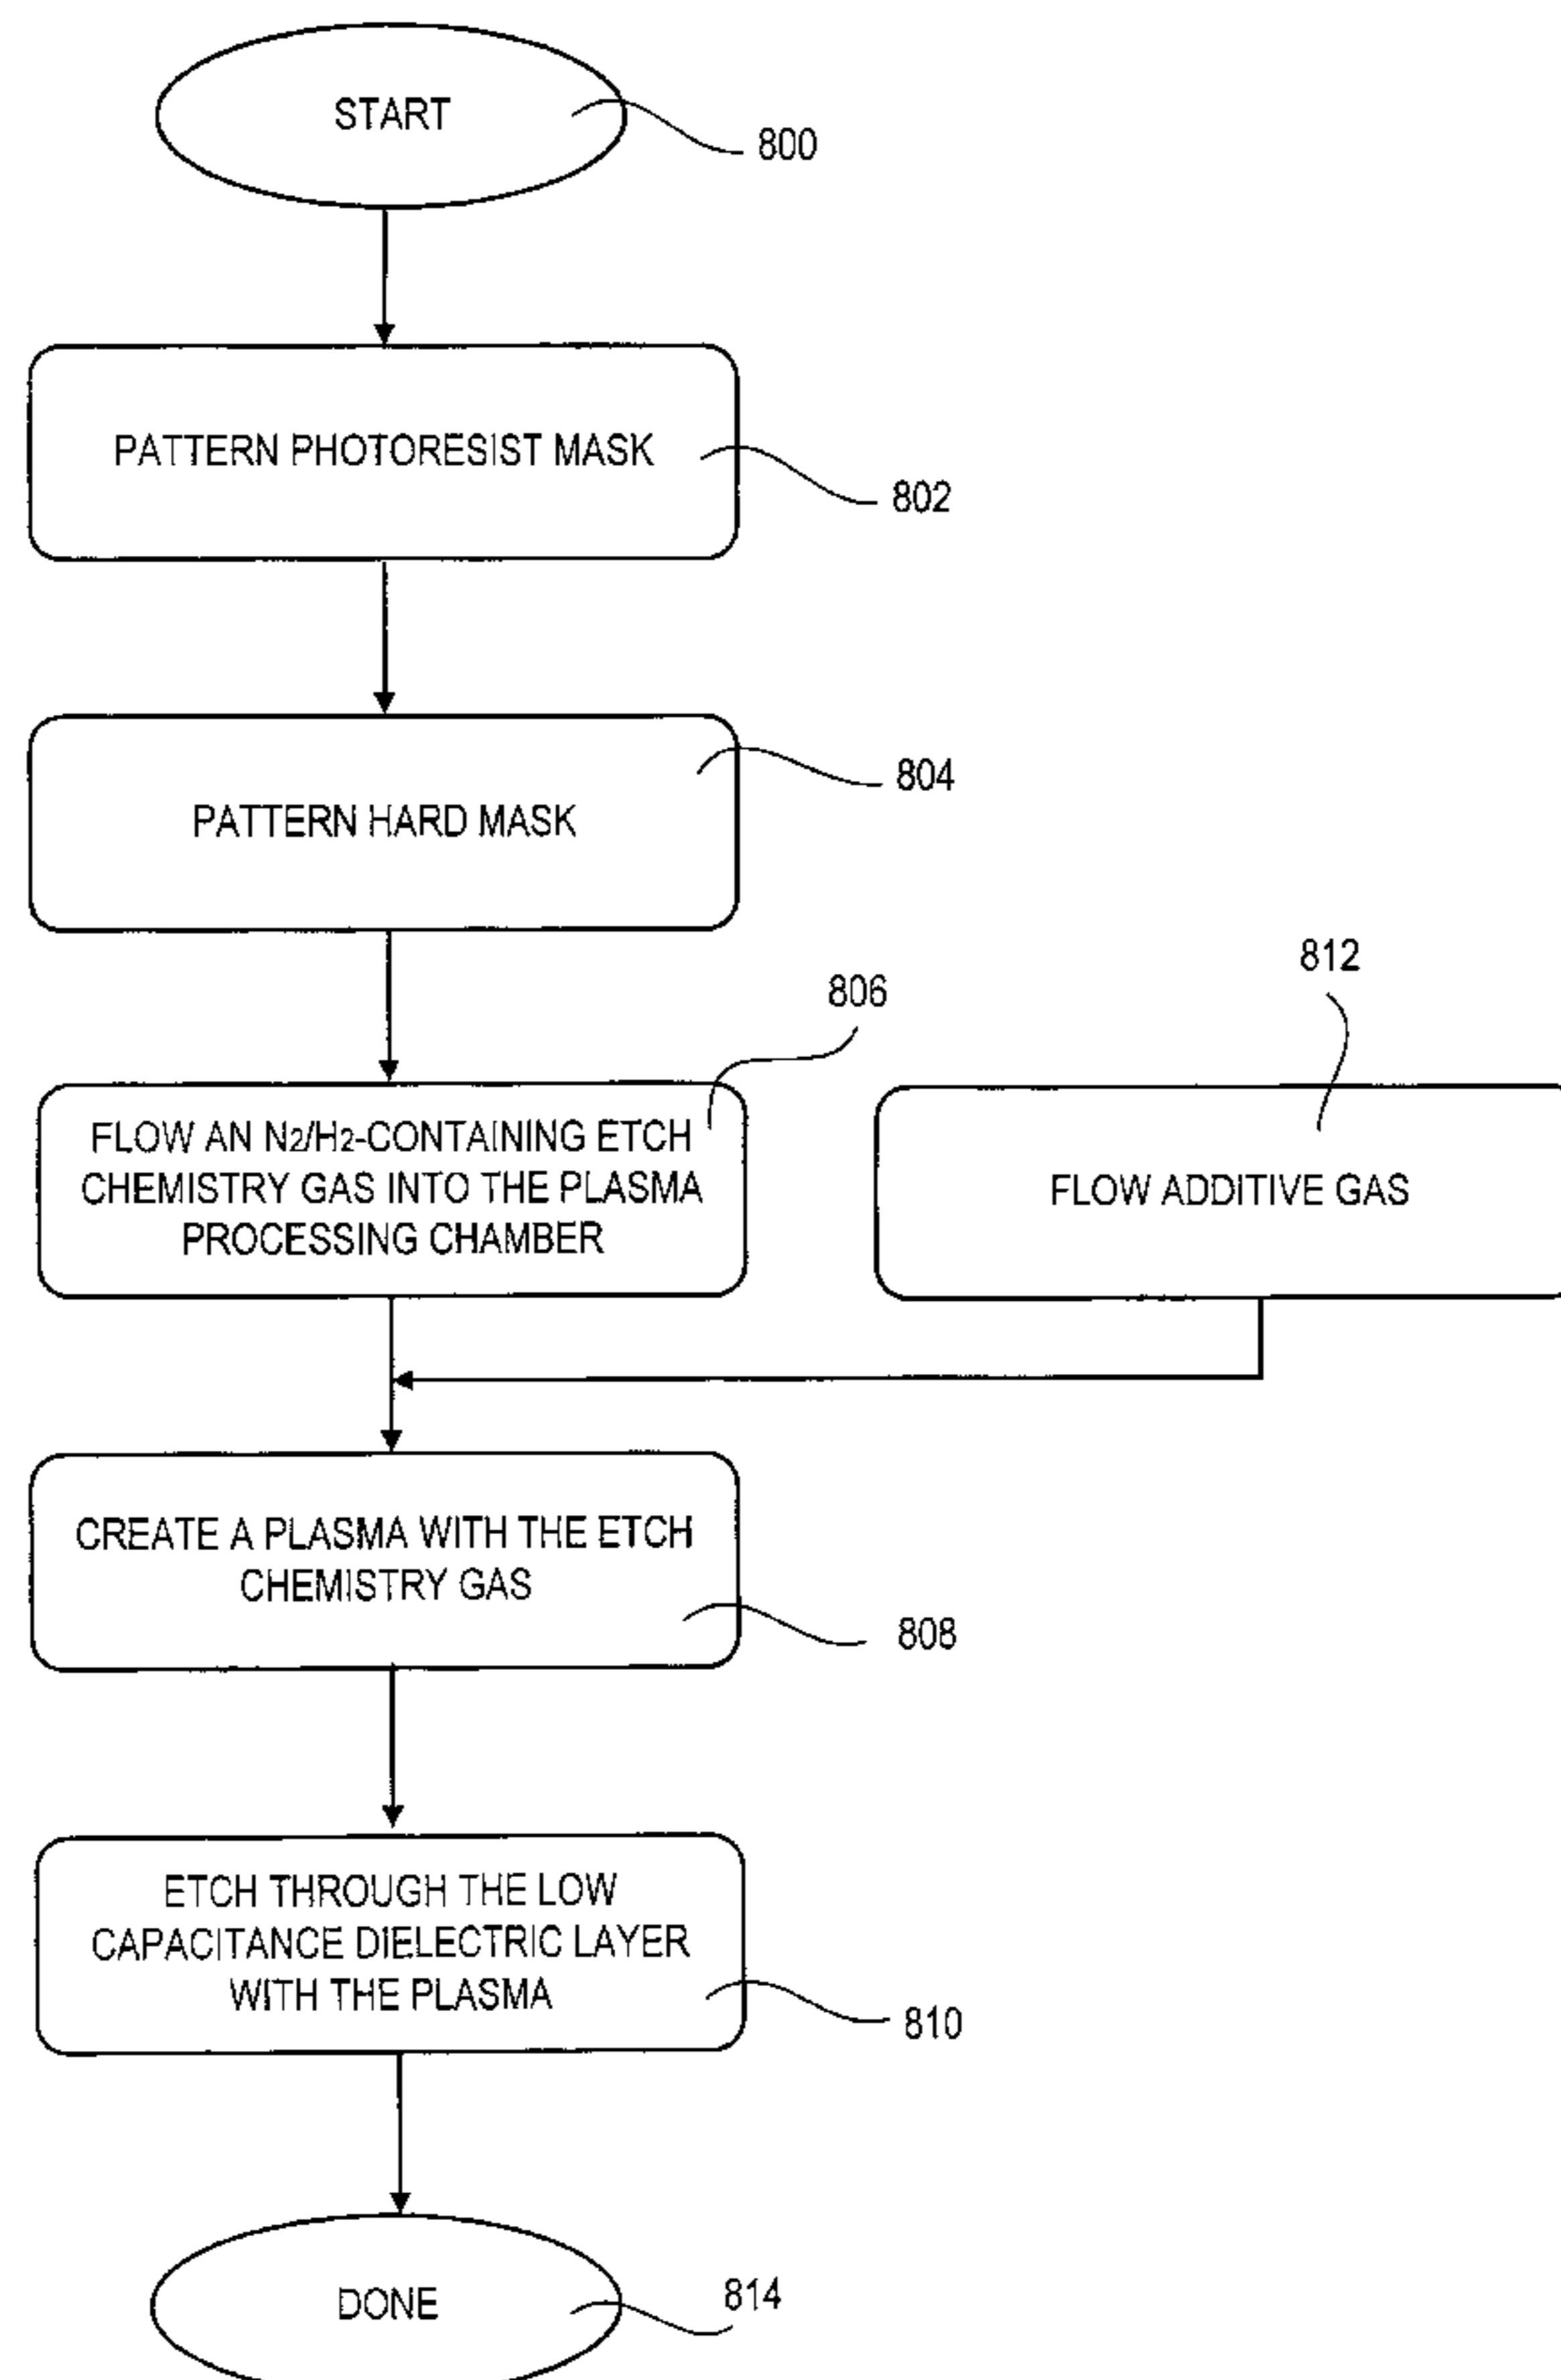 START
800
PATTERN PHOTORESIST MASK
802
804
PATTERN HARD MASK
812
806
FLOW AN N2/H2-CONTAINING ETCH
CHEMISTRY GAS INTO THE PLASMA
PROCESSING CHAMBER
FLOW ADDITIVE GAS
CREATE A PLASMA WITH THE ETCH
CHEMISTRY GAS
808
ETCH THROUGH THE LOW
CAPACITANCE DIELECTRIC LAYER
WITH THE PLASMA
810
DONE
814